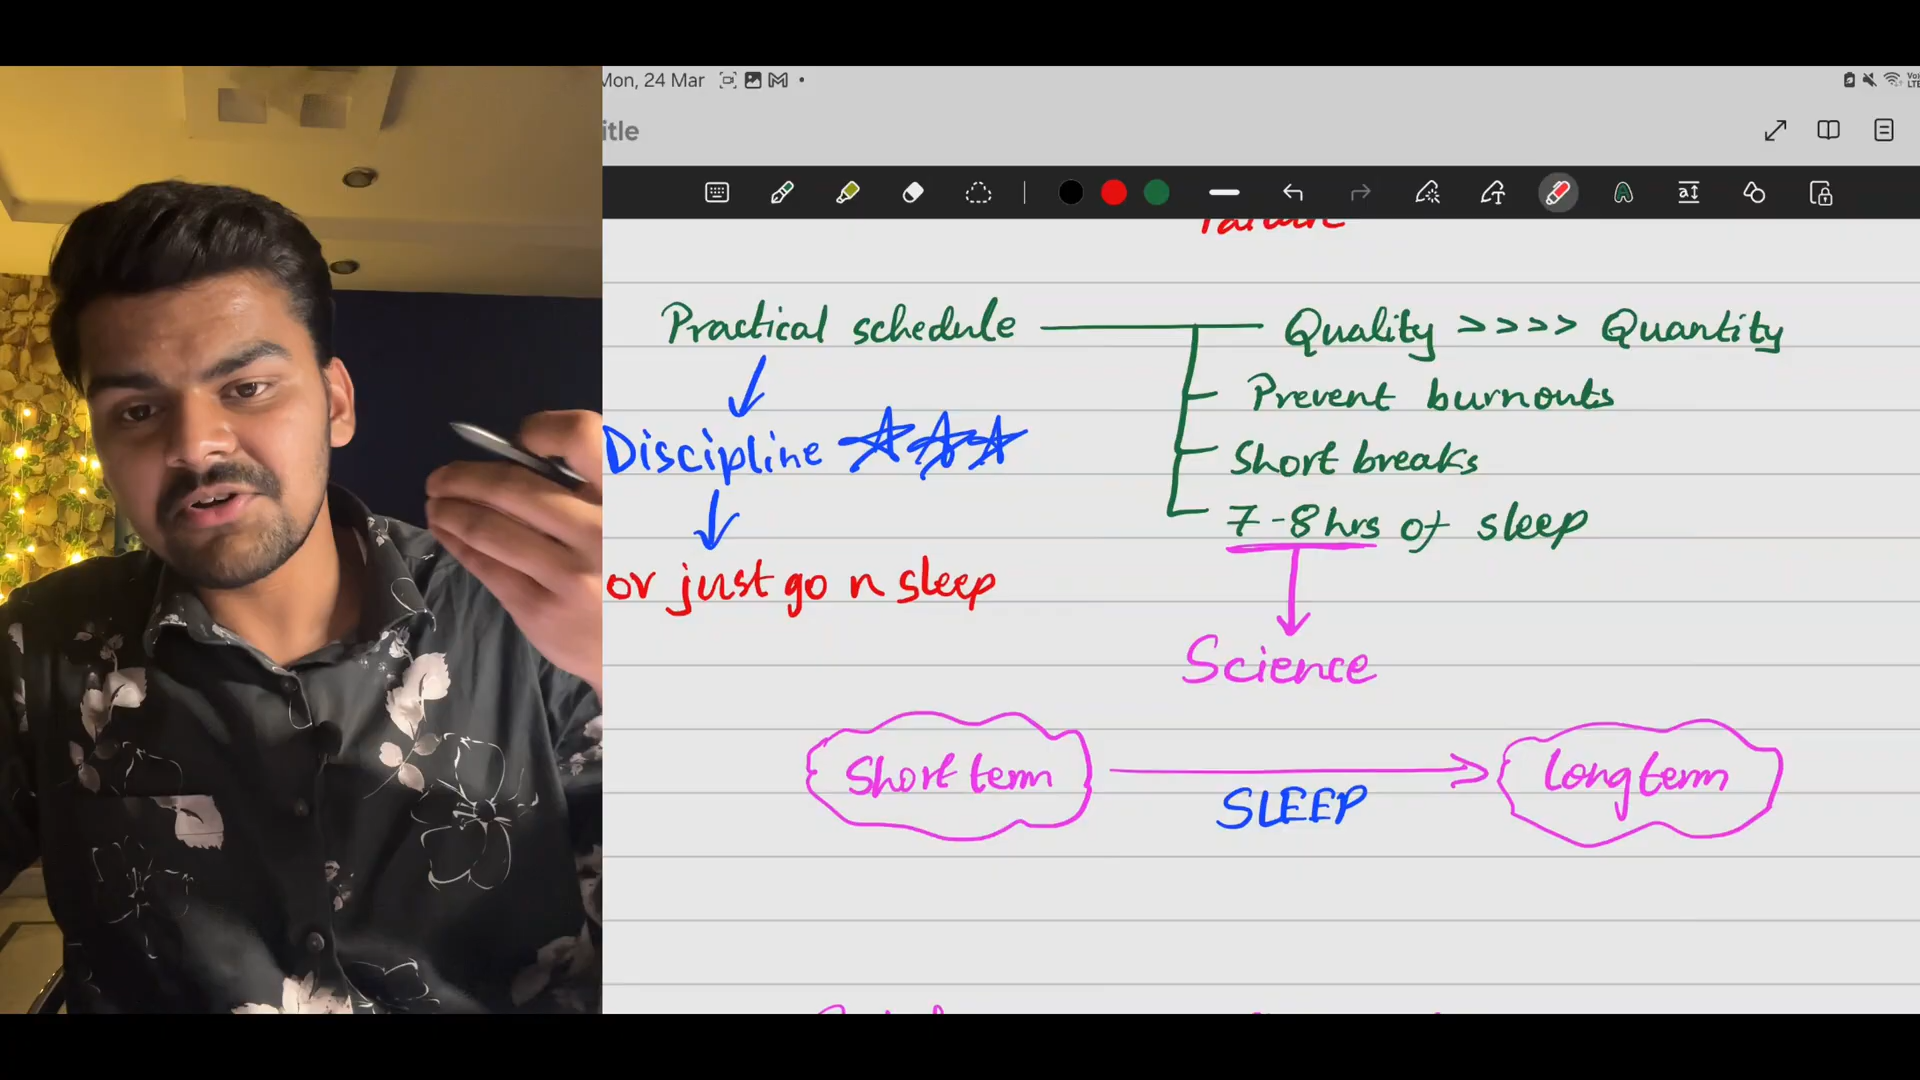 Mon, 24 Mar
itle
failure
Practical schedule
Quality >>>> Quantity
Prevent burnouts
Discipline
Short breaks
7-8 hrs of sleep
or just go n sleep
Science
Short term
SLEEP
Long term